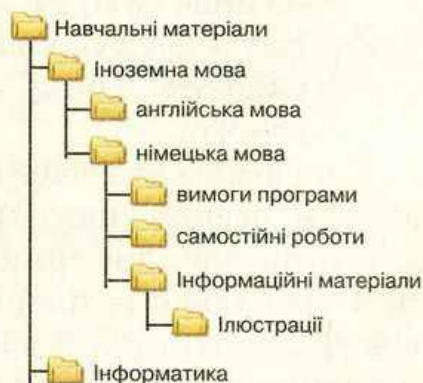 Навчальні матеріали
Іноземна мова
англійська мова
німецька мова
вимоги програми
самостійні роботи
Інформаційні матеріали
Ілюстрації
Інформатика